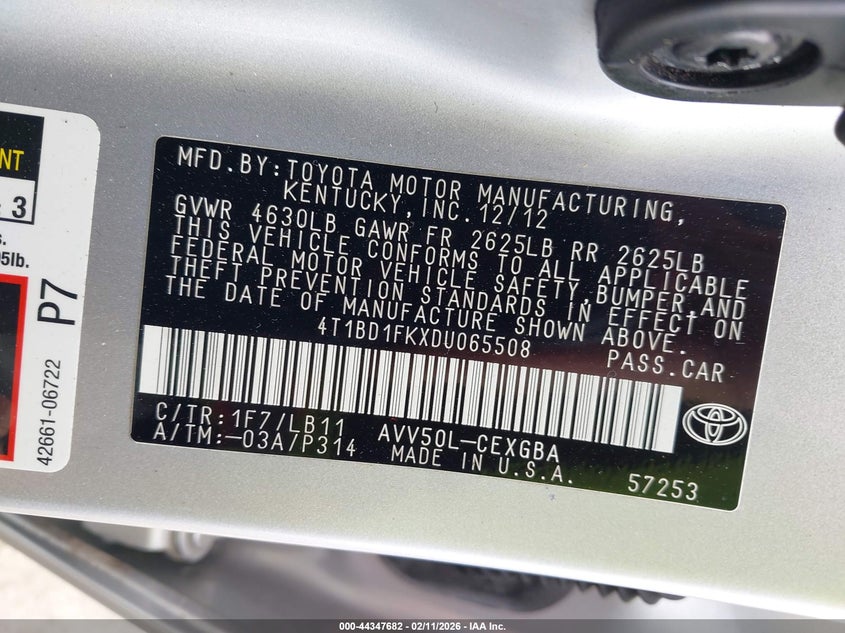 NT
3
s.
5lb.
P7
42661-06722
MFD.BY:TOYOTA MOTOR MANUFACTURING,
KENTUCKY,INC.12/12
GVWR 4630LB GAWR FR 2625LB RR 2625LB
THIS VEHICLE CONFORMS TO ALL APPLICABLE
FEDERAL MOTOR VEHICLE SAFETY,BUMPER,AND
THEFT PREVENTION STANDARDS IN EFFECT ON
THE DATE OF MANUFACTURE SHOWN ABOVE.
4T1BD1FKXDU065508
PASS.CAR
C/TR:1F7/LB11 AVV50L-CEXGBA
A/TM:-03A/P314 MADE IN U.S.A.
57253
000-44347682 - 02/11/2026 - IAA Inc.